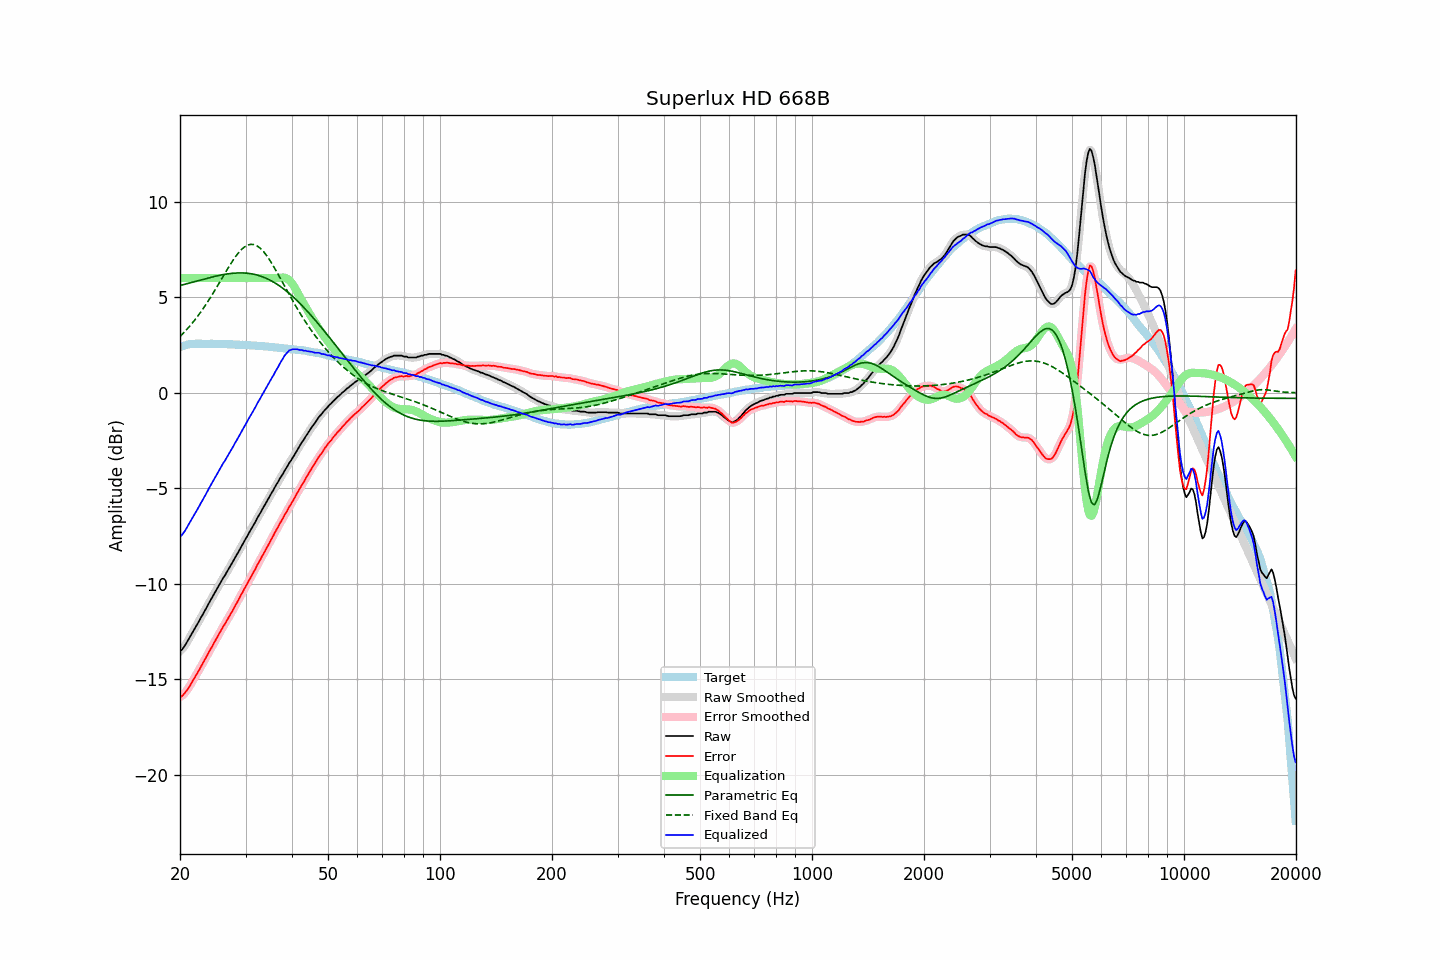 Superlux HD 668B
Amplitude (dBr)
10
5
0
−5
−10
−15
−20
Target
Raw Smoothed
Error Smoothed
Raw
Error
Equalization
Parametric Eq
Fixed Band Eq
Equalized
20 50 100 200 500 1000 2000 5000 10000 20000
Frequency (Hz)